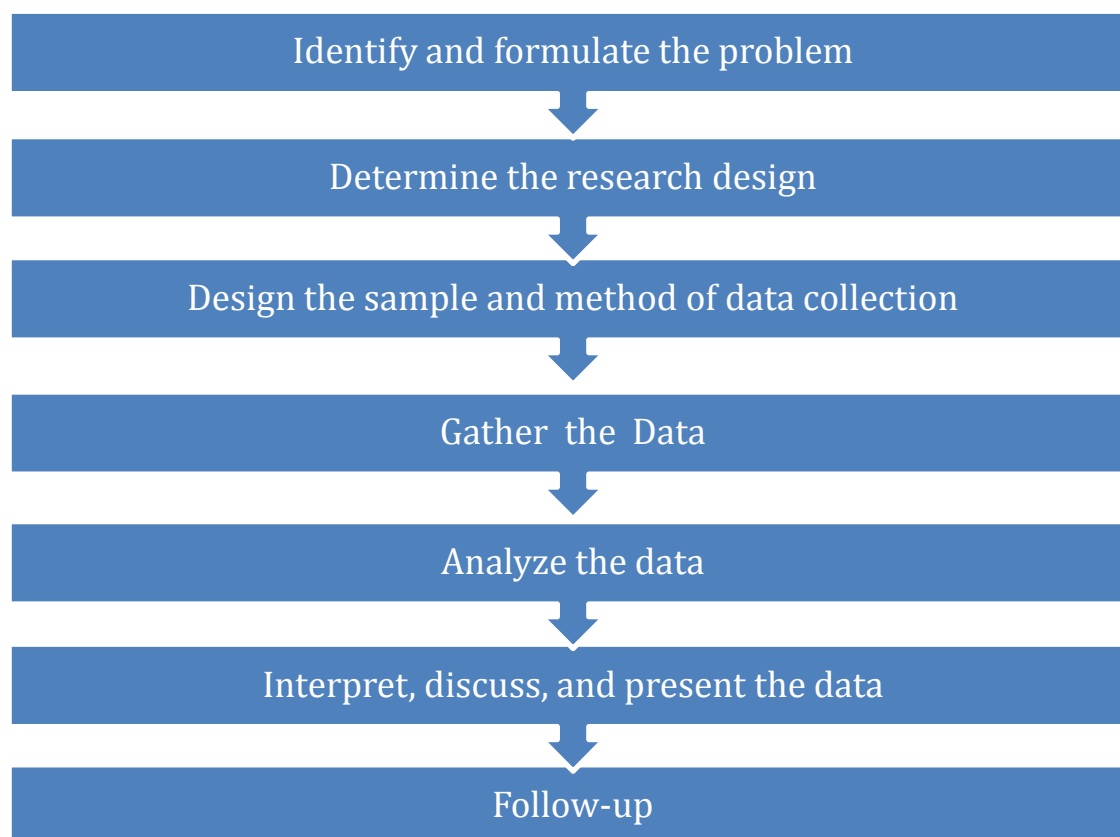 Identify and formulate the problem
Determine the research design
Design the sample and method of data collection
Gather the Data
Analyze the data
Interpret, discuss, and present the data
Follow-up